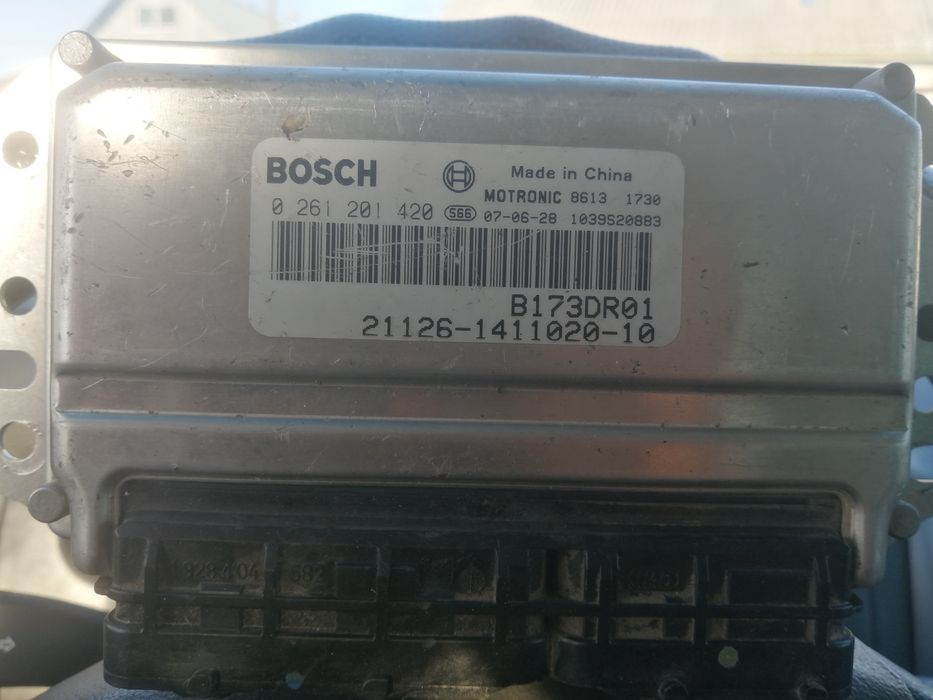 BOSCH Made in China
MOTRONIC 8613 1730
0 261 201 420 566 07-06-28 1039S20883
B173DR01
21126-1411020-10